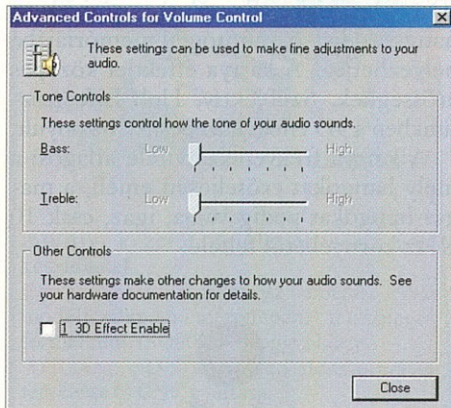 Advanced Controls for Volume Control
These settings can be used to make fine adjustments to your
audio.
Tone Controls
These settings control how the tone of your audio sounds.
Bass: Low High
Treble: Low High
Other Controls
These settings make other changes to how your audio sounds. See
your hardware documentation for details.
1 3D Effect Enable
Close